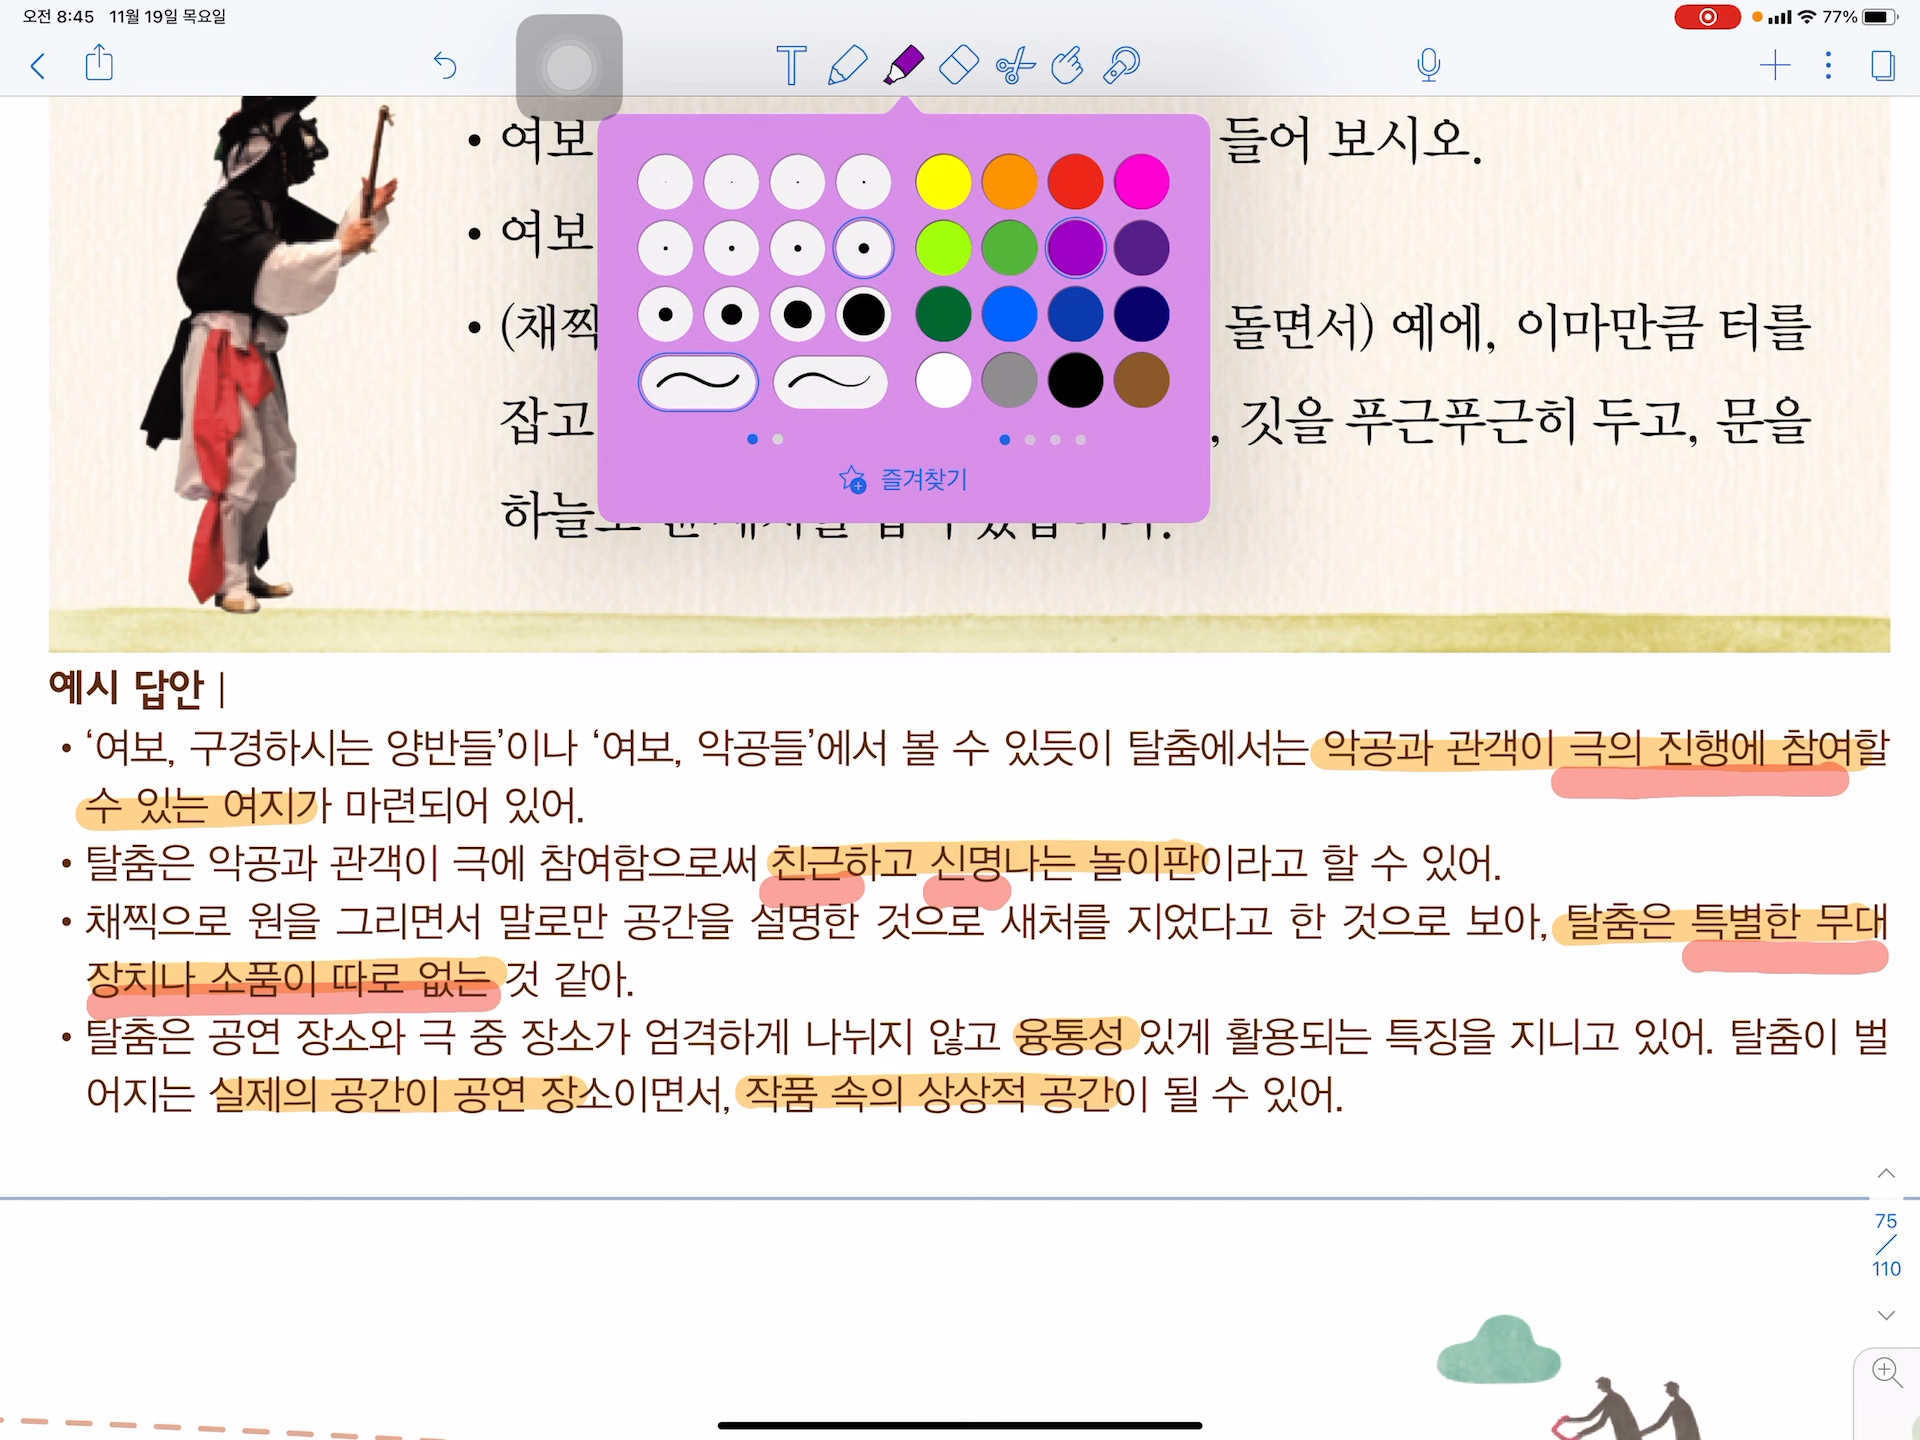 오전 8:45 11월 19일 목요일
77%
• 여보 들어 보시오.
• 여보
• (채찍 돌면서) 예에, 이마만큼 터를
잡고 , 깃을 푸근푸근히 두고, 문을
하늘
즐겨찾기
예시 답안 |
• ‘여보, 구경하시는 양반들’이나 ‘여보, 악공들’에서 볼 수 있듯이 탈춤에서는 악공과 관객이 극의 진행에 참여할
수 있는 여지가 마련되어 있어.
• 탈춤은 악공과 관객이 극에 참여함으로써 친근하고 신명나는 놀이판이라고 할 수 있어.
• 채찍으로 원을 그리면서 말로만 공간을 설명한 것으로 새처를 지었다고 한 것으로 보아, 탈춤은 특별한 무대
장치나 소품이 따로 없는 것 같아.
• 탈춤은 공연 장소와 극 중 장소가 엄격하게 나뉘지 않고 융통성 있게 활용되는 특징을 지니고 있어. 탈춤이 벌
어지는 실제의 공간이 공연 장소이면서, 작품 속의 상상적 공간이 될 수 있어.
75
/
110